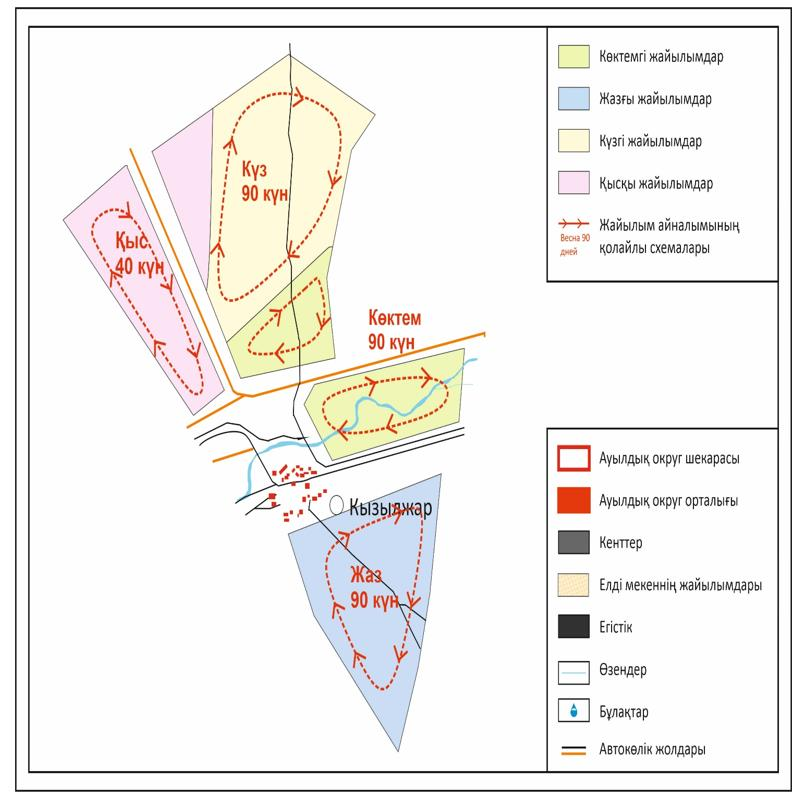 Күз
90 күн
Қыс
40 күн
Көктем
90 күн
Кызылжар
Жаз
90 күн
Көктемгі жайылымдар
Жазғы жайылымдар
Күзгі жайылымдар
Қысқы жайылымдар
Весна 90
дней
Жайылым айналымының
қолайлы схемалары
Ауылдық округ шекарасы
Ауылдық округ орталығы
Кенттер
Елді мекеннің жайылымдары
Егістік
Өзендер
Бұлақтар
Автокөлік жолдары